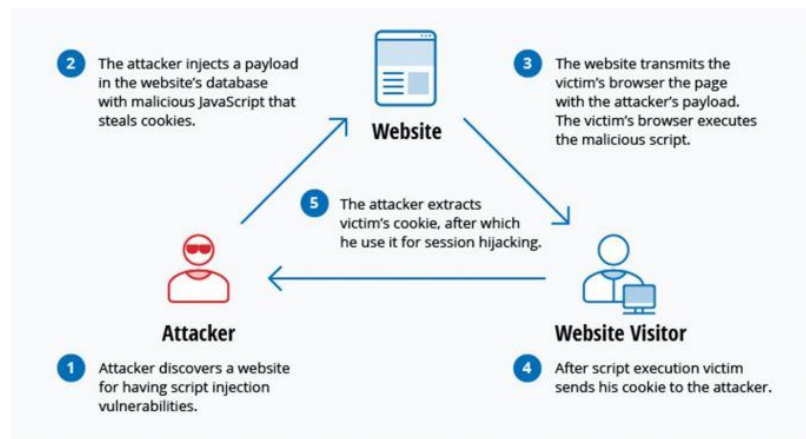 2
The attacker injects a payload
in the website's database
with malicious JavaScript that
steals cookies.
Website
3
The website transmits the
victim's browser the page
with the attacker's payload.
The victim's browser executes
the malicious script.
5
The attacker extracts
victim's cookie, after which
he use it for session hijacking.
Attacker
1
Attacker discovers a website
for having script injection
vulnerabilities.
Website Visitor
4
After script execution victim
sends his cookie to the attacker.